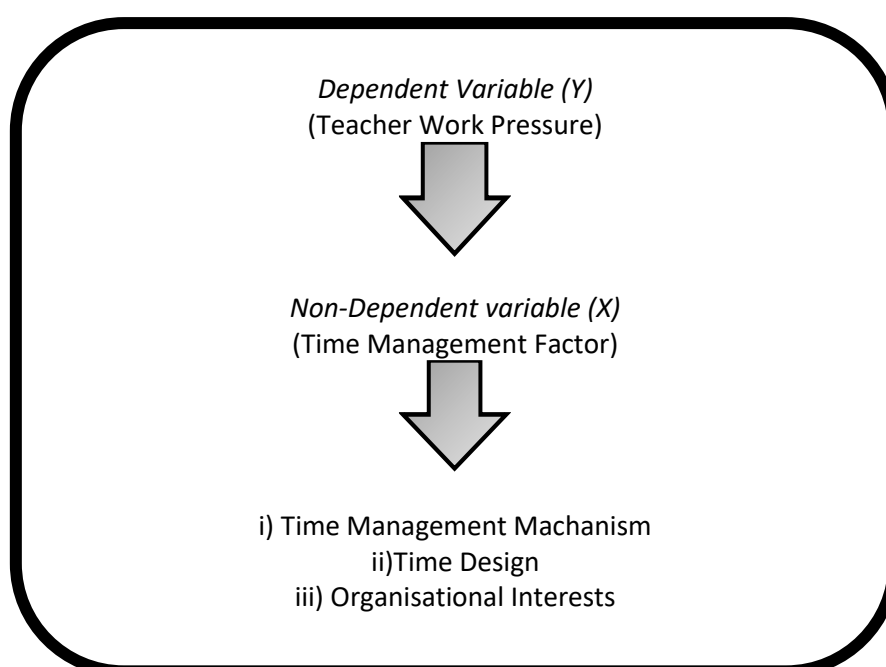 Dependent Variable (Y)
(Teacher Work Pressure)
Non-Dependent variable (X)
(Time Management Factor)
i) Time Management Machanism
ii)Time Design
iii) Organisational Interests